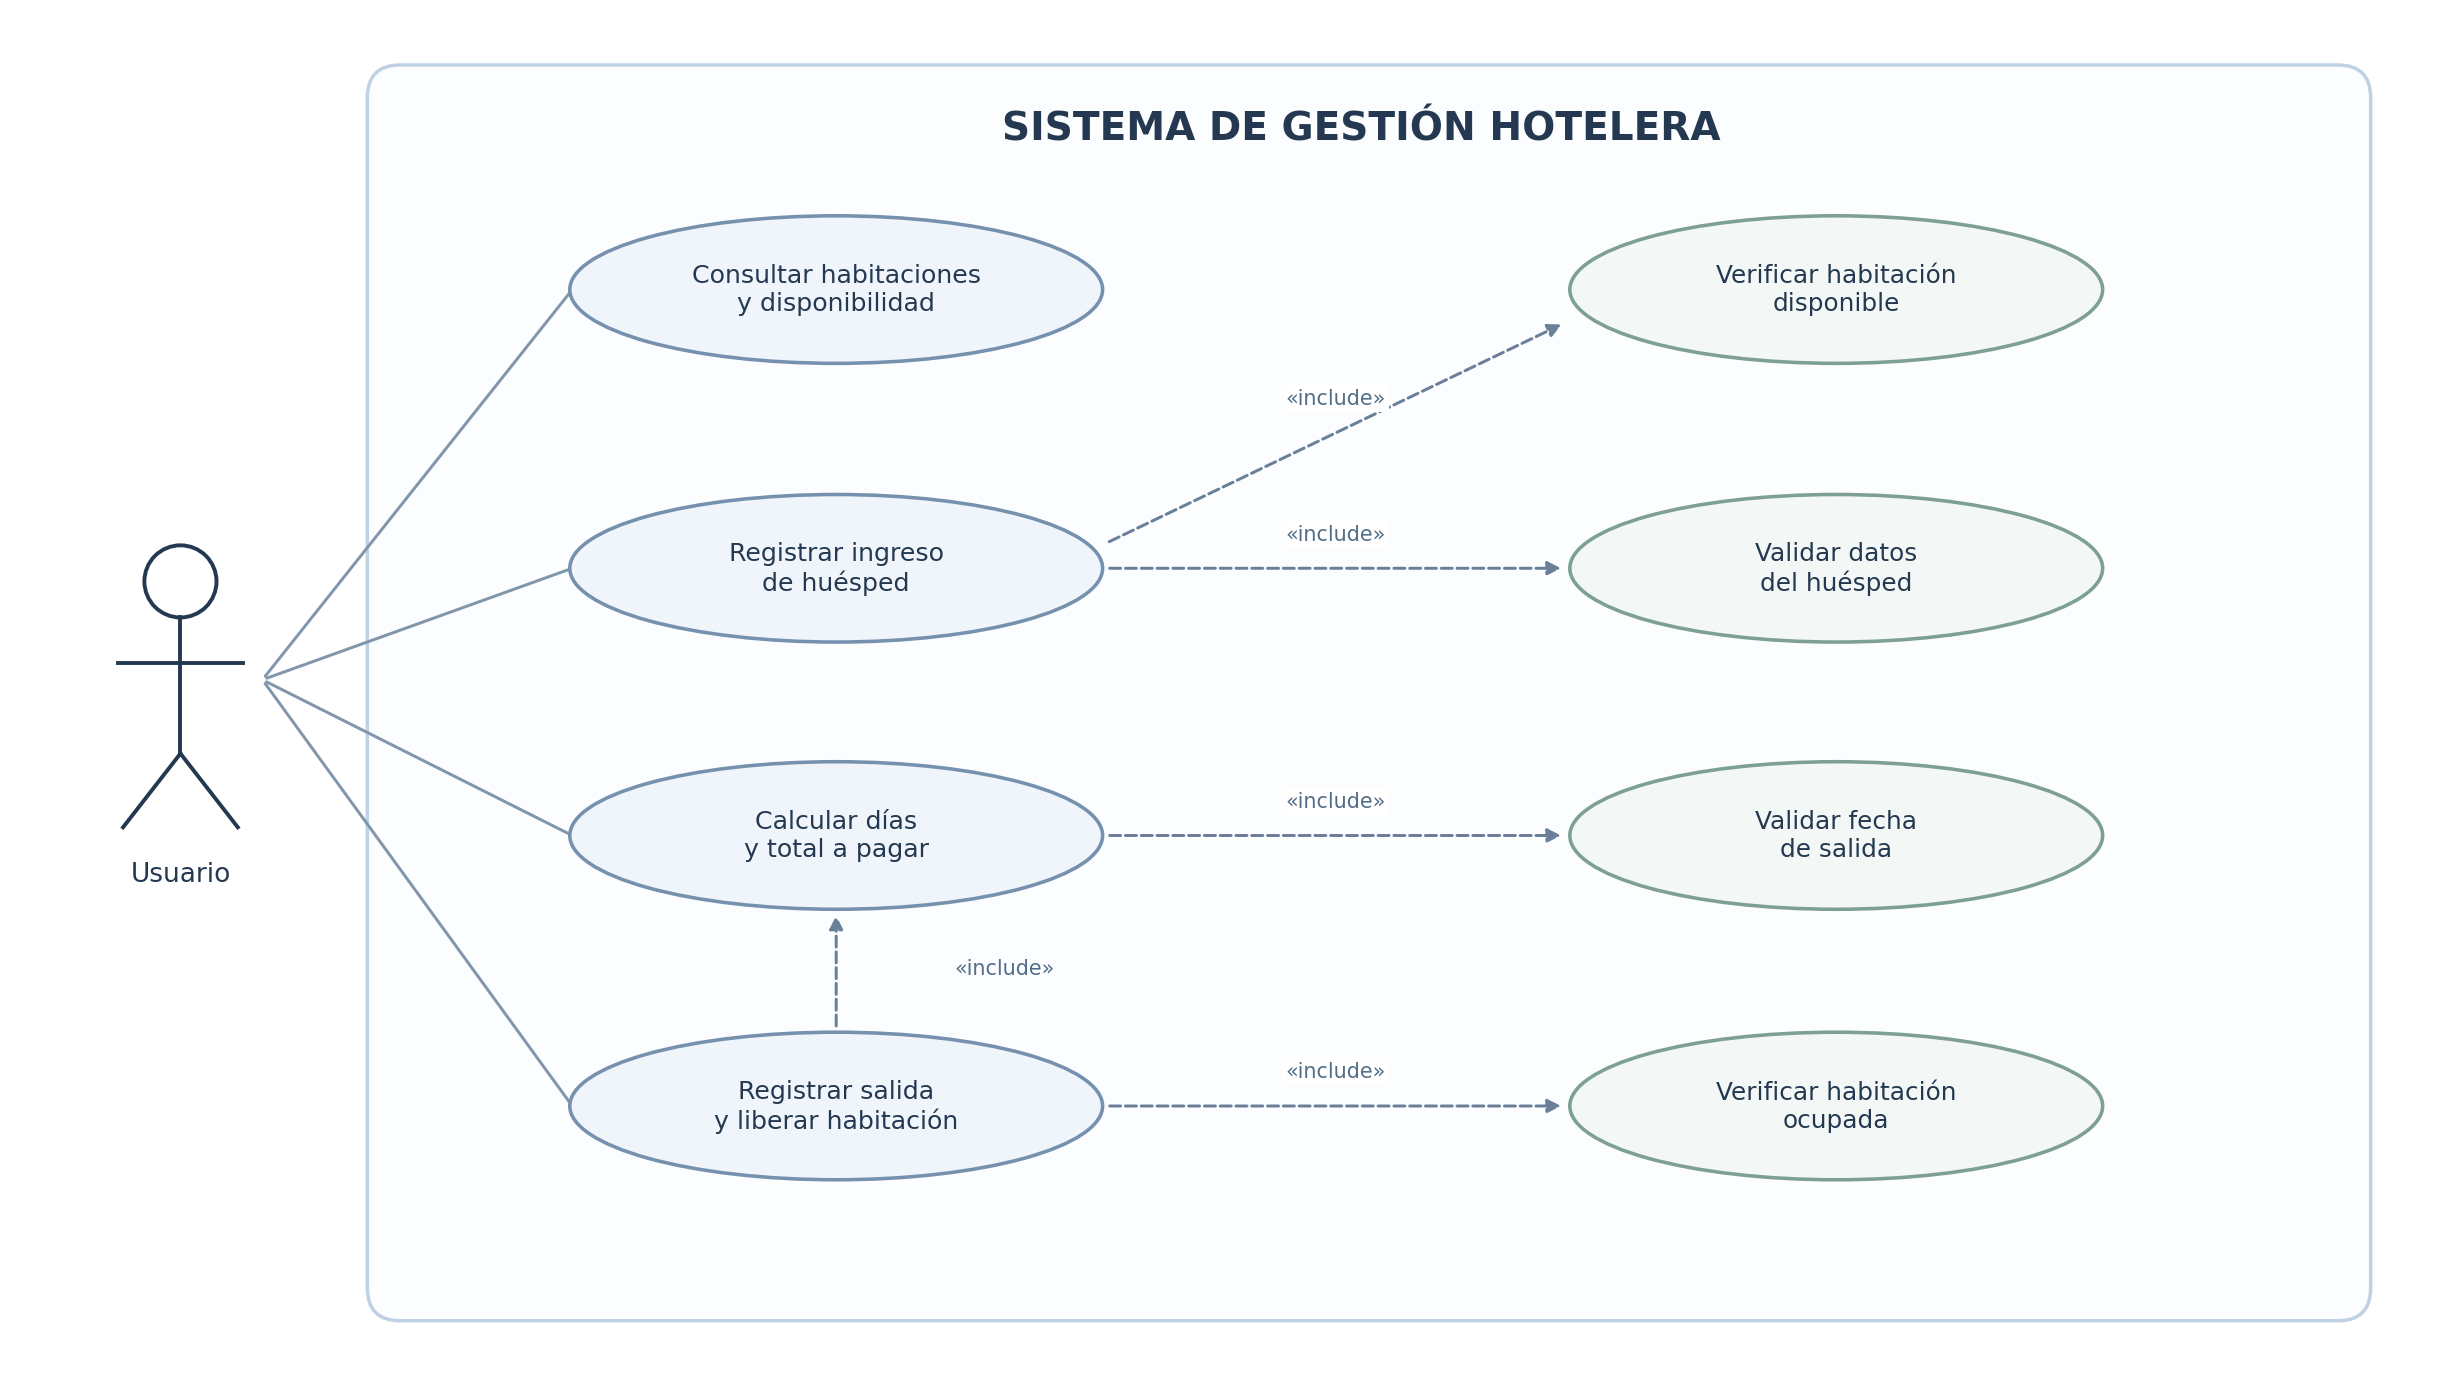 SISTEMA DE GESTIÓN HOTELERA
Consultar habitaciones
y disponibilidad
Verificar habitación
disponible
«include»
Registrar ingreso
de huésped
«include»
Validar datos
del huésped
Usuario
Calcular días
y total a pagar
«include»
Validar fecha
de salida
«include»
Registrar salida
y liberar habitación
«include»
Verificar habitación
ocupada